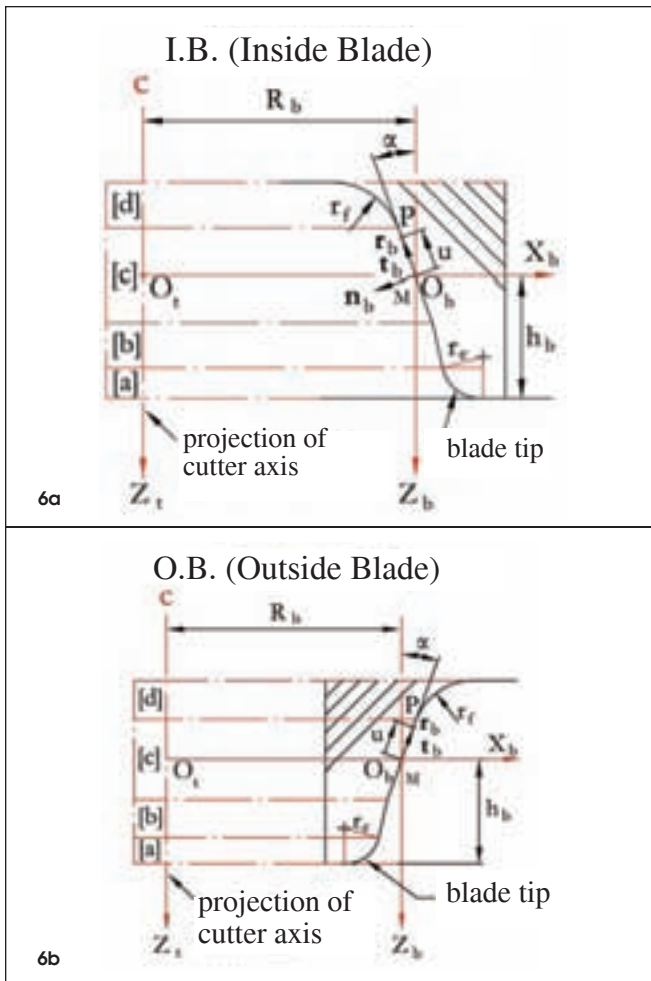 I.B. (Inside Blade)
C
R b
α
[d]
r f
P
r b
u
t b
X b
[c]
O t
n b
M
O b
h b
[b]
r e
[a]
projection of
cutter axis
blade tip
6a
Z t
Z b
O.B. (Outside Blade)
C
R b
α
[d]
P
r f
u
r b
t b
X b
[c]
O t
O b
M
h b
[b]
r e
[a]
blade tip
projection of
cutter axis
6b
Z t
Z b